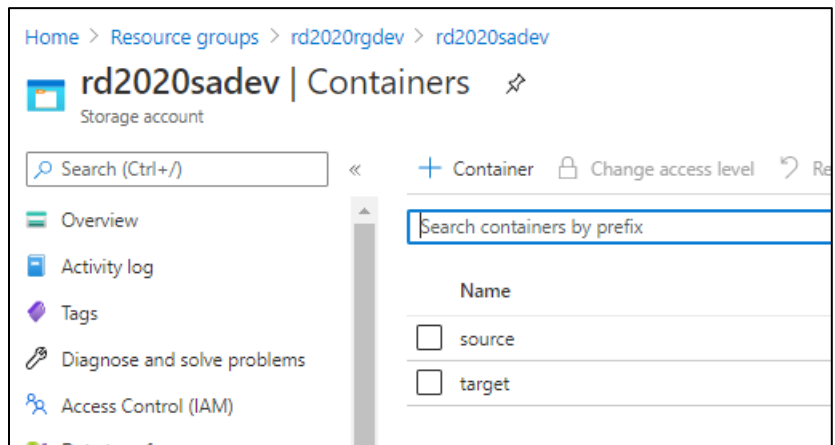 Home > Resource groups > rd2020rgdev > rd2020sadev
rd2020sadev | Containers
Storage account
Search (Ctrl+/)
«
+ Container
Change access level
Re
Overview
Activity log
Tags
Diagnose and solve problems
Access Control (IAM)
Search containers by prefix
Name
source
target